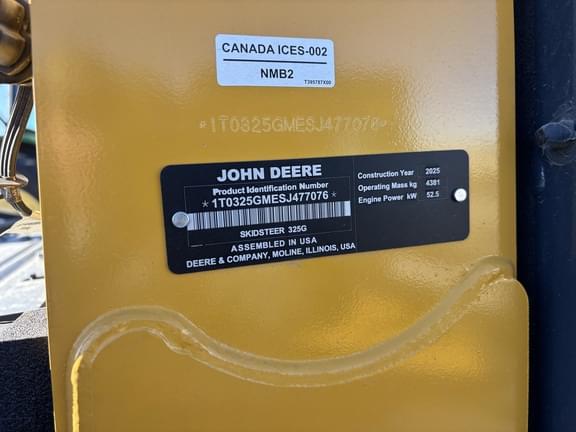 CANADA ICES-002
NMB2
T395787X00
*1T0325GMESJ477076*
JOHN DEERE
Product Identification Number
*1T0325GMESJ477076*
SKIDSTEER 325G
ASSEMBLED IN USA
DEERE & COMPANY, MOLINE, ILLINOIS, USA
Construction Year 2025
Operating Mass kg 4381
Engine Power kW 52.5